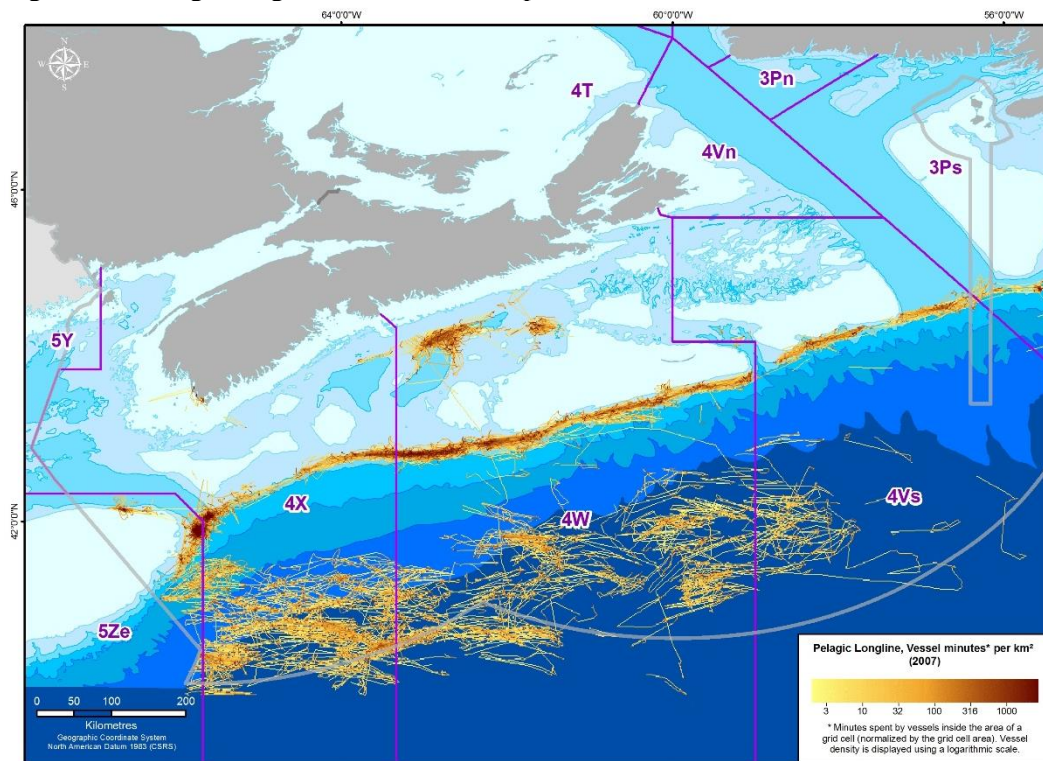 64°0'0"W
60°0'0"W
56°0'0"W
N
W
E
S
4T
3Pn
4Vn
3Ps
46°0'0"N
5Y
4X
4W
4Vs
42°0'0"N
5Ze
0 50 100 200
Kilometres
Geographic Coordinate System
North American Datum 1983 (CSRS)
Pelagic Longline, Vessel minutes* per km²
(2007)
3 10 32 100 316 1000
* Minutes spent by vessels inside the area of a
grid cell (normalized by the grid cell area). Vessel
density is displayed using a logarithmic scale.